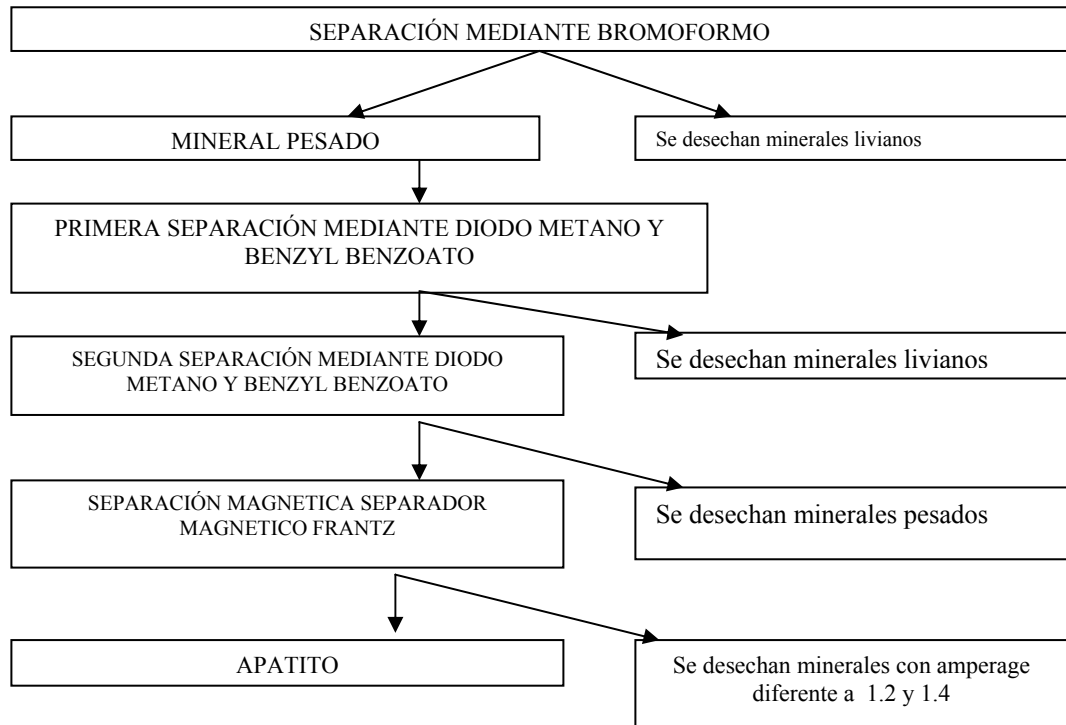 SEPARACIÓN MEDIANTE BROMOFORMO
MINERAL PESADO
Se desechan minerales livianos
PRIMERA SEPARACIÓN MEDIANTE DIODO METANO Y
BENZYL BENZOATO
SEGUNDA SEPARACIÓN MEDIANTE DIODO
METANO Y BENZYL BENZOATO
Se desechan minerales livianos
SEPARACIÓN MAGNETICA SEPARADOR
MAGNETICO FRANTZ
Se desechan minerales pesados
APATITO
Se desechan minerales con amperage
diferente a 1.2 y 1.4